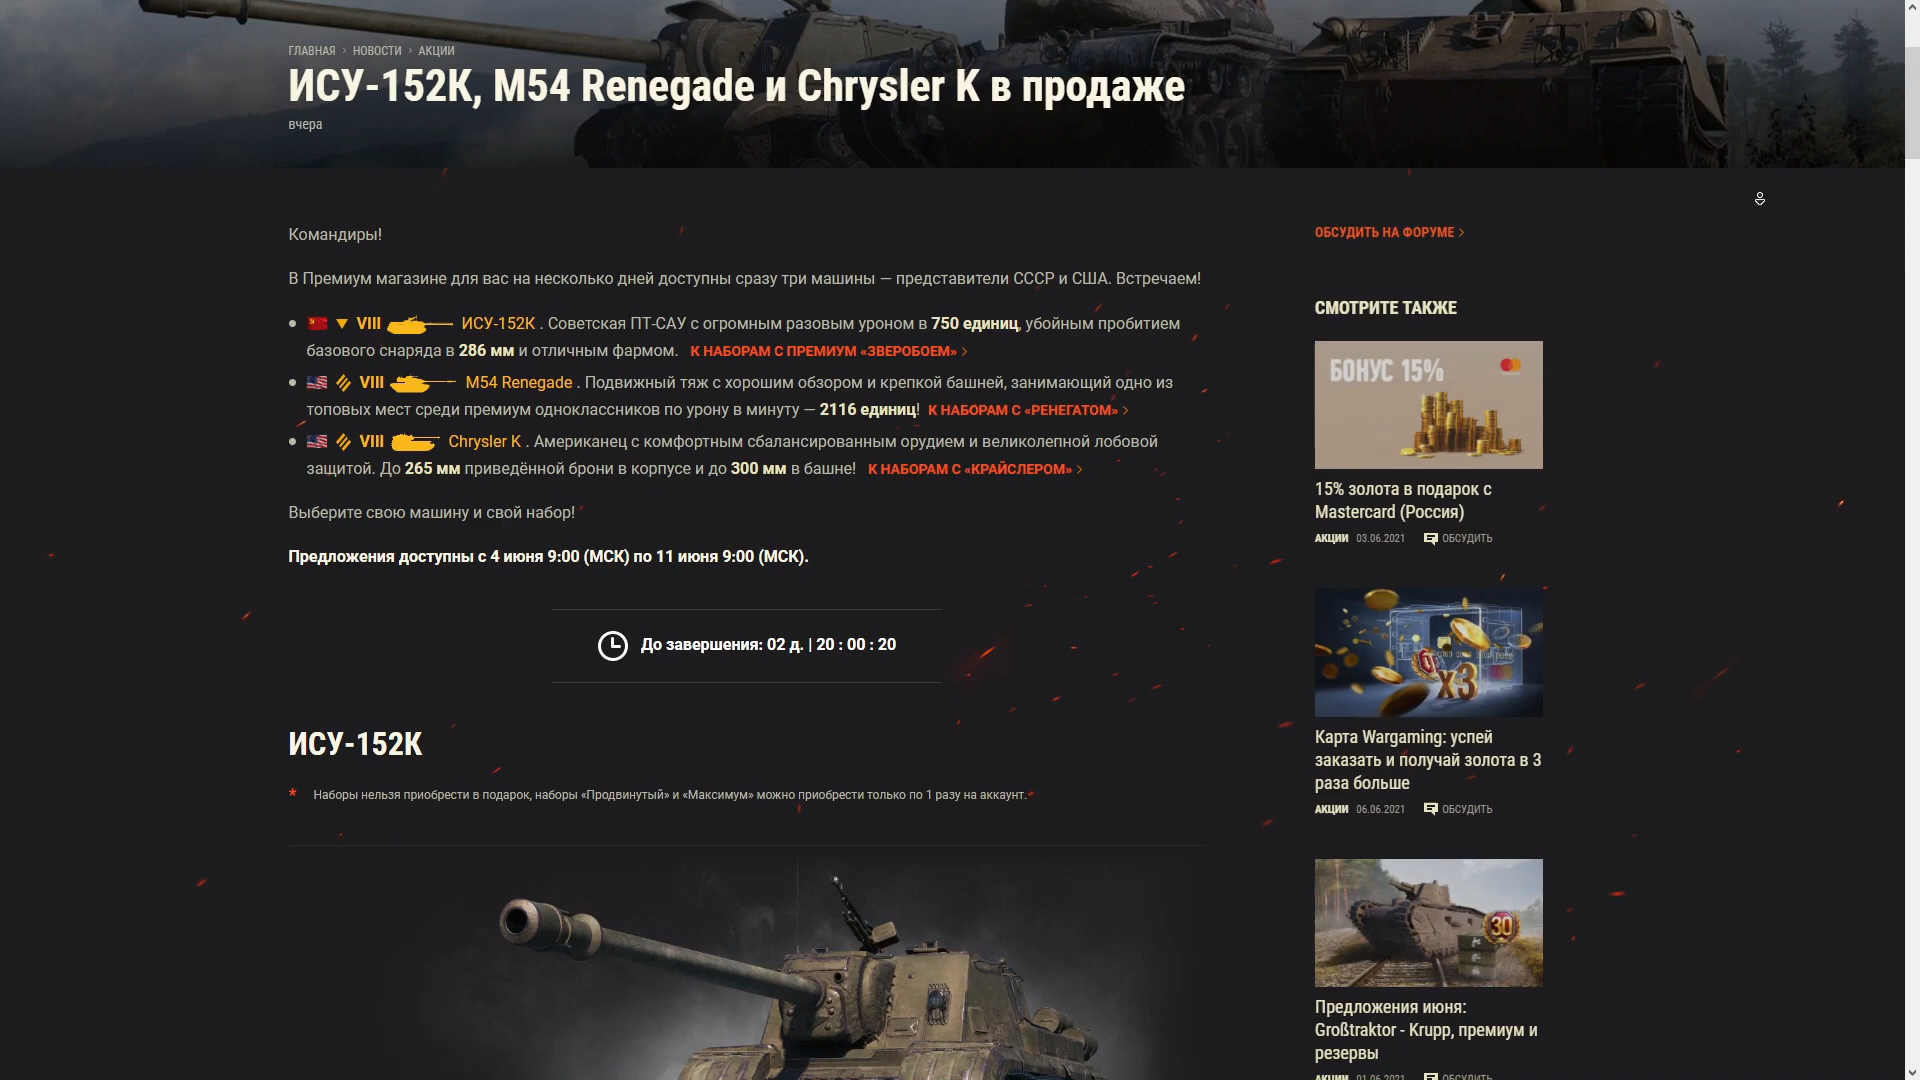 ГЛАВНАЯ › НОВОСТИ › АКЦИИ
ИСУ-152К, M54 Renegade и Chrysler K в продаже
вчера
Командиры!
В Премиум магазине для вас на несколько дней доступны сразу три машины — представители СССР и США. Встречаем!
VIII ИСУ-152К . Советская ПТ-САУ с огромным разовым уроном в 750 единиц, убойным пробитием
базового снаряда в 286 мм и отличным фармом. К НАБОРАМ С ПРЕМИУМ «ЗВЕРОБОЕМ»
VIII M54 Renegade . Подвижный тяж с хорошим обзором и крепкой башней, занимающий одно из
топовых мест среди премиум одноклассников по урону в минуту — 2116 единиц! К НАБОРАМ С «РЕНЕГАТОМ»
VIII Chrysler K . Американец с комфортным сбалансированным орудием и великолепной лобовой
защитой. До 265 мм приведённой брони в корпусе и до 300 мм в башне! К НАБОРАМ С «КРАЙСЛЕРОМ»
Выберите свою машину и свой набор!
Предложения доступны с 4 июня 9:00 (МСК) по 11 июня 9:00 (МСК).
До завершения: 02 д. | 20 : 00 : 20
ИСУ-152К
* Наборы нельзя приобрести в подарок, наборы «Продвинутый» и «Максимум» можно приобрести только по 1 разу на аккаунт.
ОБСУДИТЬ НА ФОРУМЕ
СМОТРИТЕ ТАКЖЕ
БОНУС 15%
15% золота в подарок с
Mastercard (Россия)
АКЦИИ 03.06.2021 ОБСУДИТЬ
x3
Карта Wargaming: успей
заказать и получай золота в 3
раза больше
АКЦИИ 06.06.2021 ОБСУДИТЬ
30
Предложения июня:
Großtraktor - Krupp, премиум и
резервы
АКЦИИ 01.06.2021 ОБСУДИТЬ